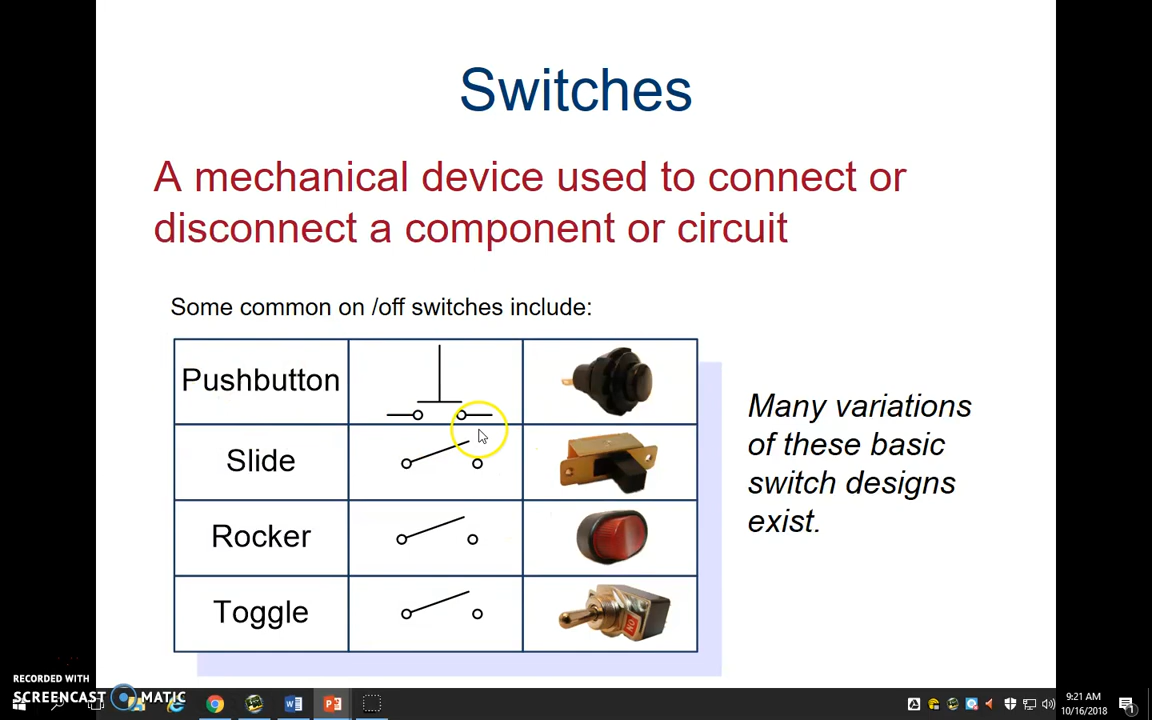 Switches
A mechanical device used to connect or
disconnect a component or circuit
Some common on /off switches include:
Pushbutton
Slide
Rocker
Toggle
Many variations
of these basic
switch designs
exist.
RECORDED WITH
SCREENCAST MATIC
9:21 AM
10/16/2018